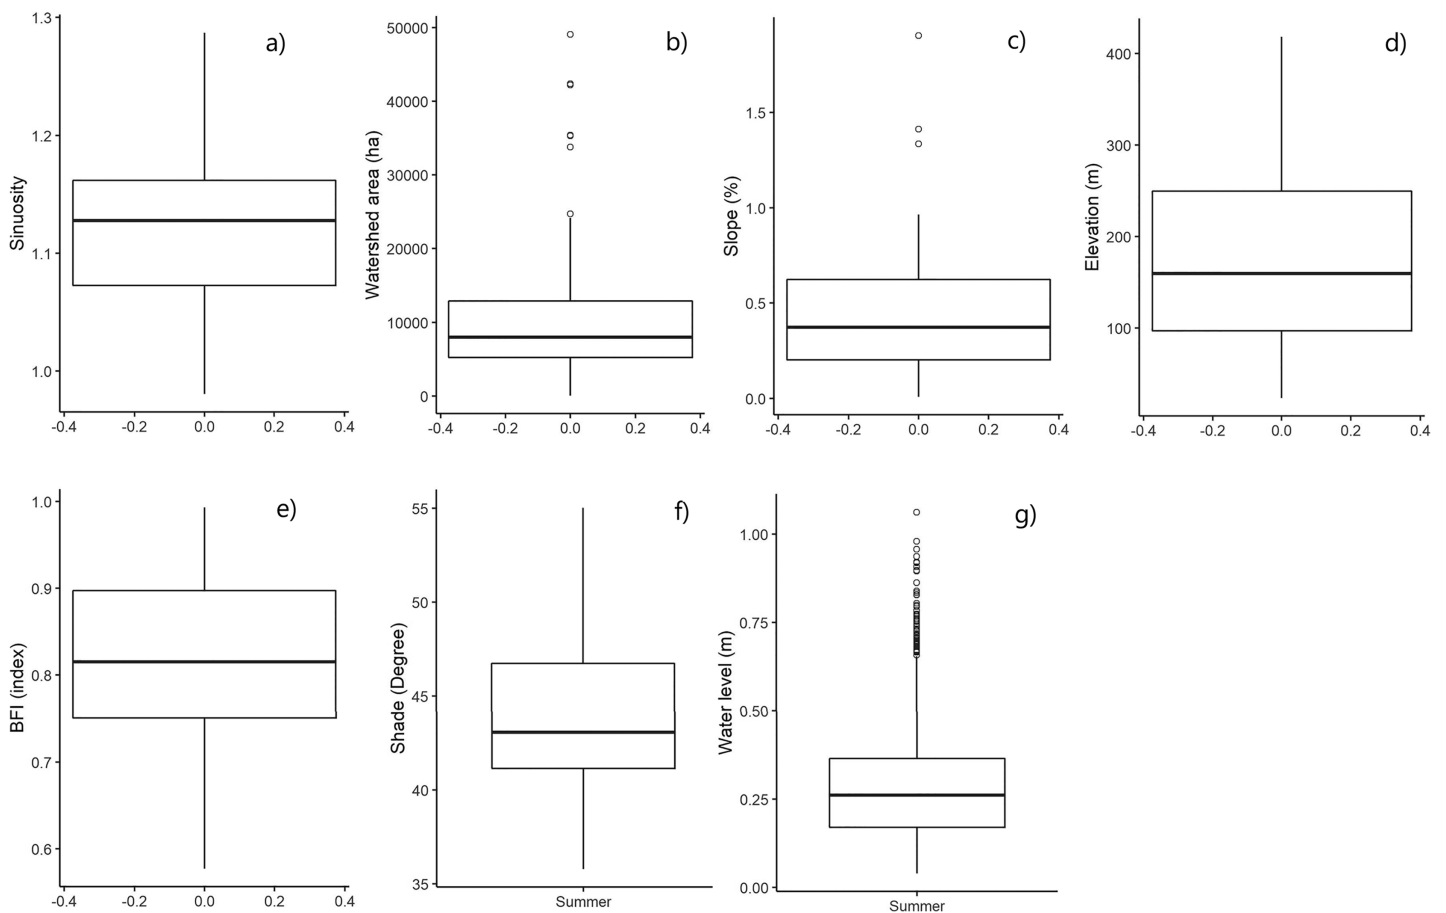 a)
Sinuosity
1.3
1.2
1.1
1.0
-0.4 -0.2 0.0 0.2 0.4
b)
Watershed area (ha)
50000
40000
30000
20000
10000
0
-0.4 -0.2 0.0 0.2 0.4
c)
Slope (%)
1.5
1.0
0.5
0.0
-0.4 -0.2 0.0 0.2 0.4
d)
Elevation (m)
400
300
200
100
-0.4 -0.2 0.0 0.2 0.4
e)
BFI (index)
1.0
0.9
0.8
0.7
0.6
-0.4 -0.2 0.0 0.2 0.4
f)
Shade (Degree)
55
50
45
40
35
Summer
g)
Water level (m)
1.00
0.75
0.50
0.25
0.00
Summer